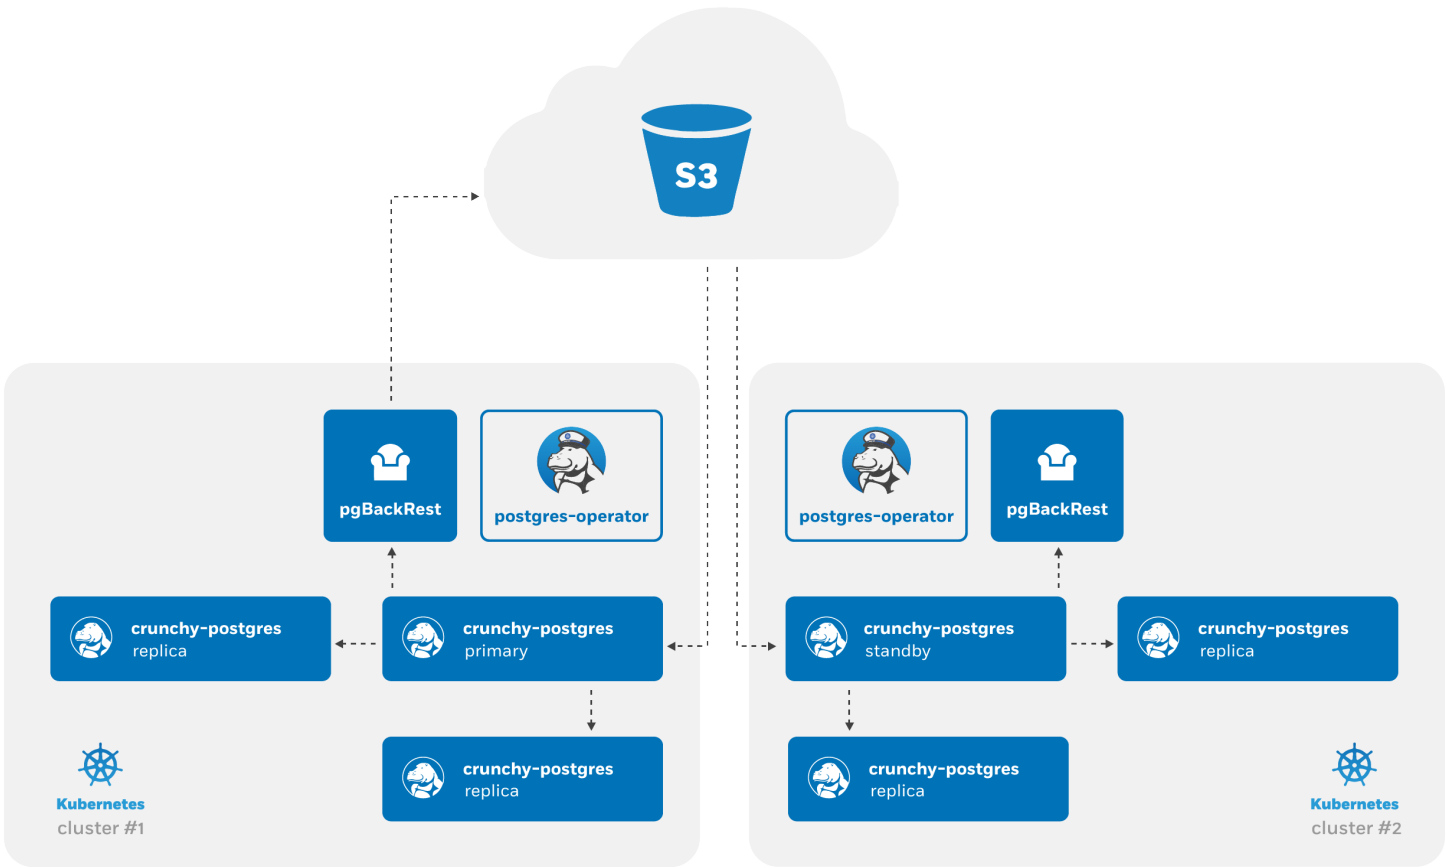 S3
pgBackRest
postgres-operator
crunchy-postgres
replica
crunchy-postgres
primary
crunchy-postgres
replica
Kubernetes
cluster #1
postgres-operator
pgBackRest
crunchy-postgres
standby
crunchy-postgres
replica
crunchy-postgres
replica
Kubernetes
cluster #2